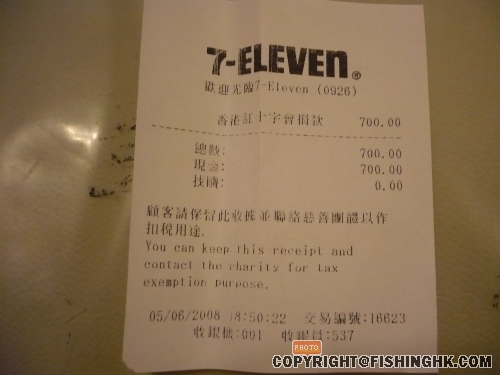 7-ELEVEN®
歡迎光臨7-Eleven (0926)
香港紅十字會捐款 700.00
總數: 700.00
現金: 700.00
找續: 0.00
顧客請保留此收據並聯絡慈善團體以作
扣稅用途.
You can keep this receipt and
contact the charity for tax
exemption purpose.
05/06/2008 18:50:22 交易編號:16623
收銀機:001 收銀員:537
PHOTO
COPYRIGHT@FISHINGHK.COM